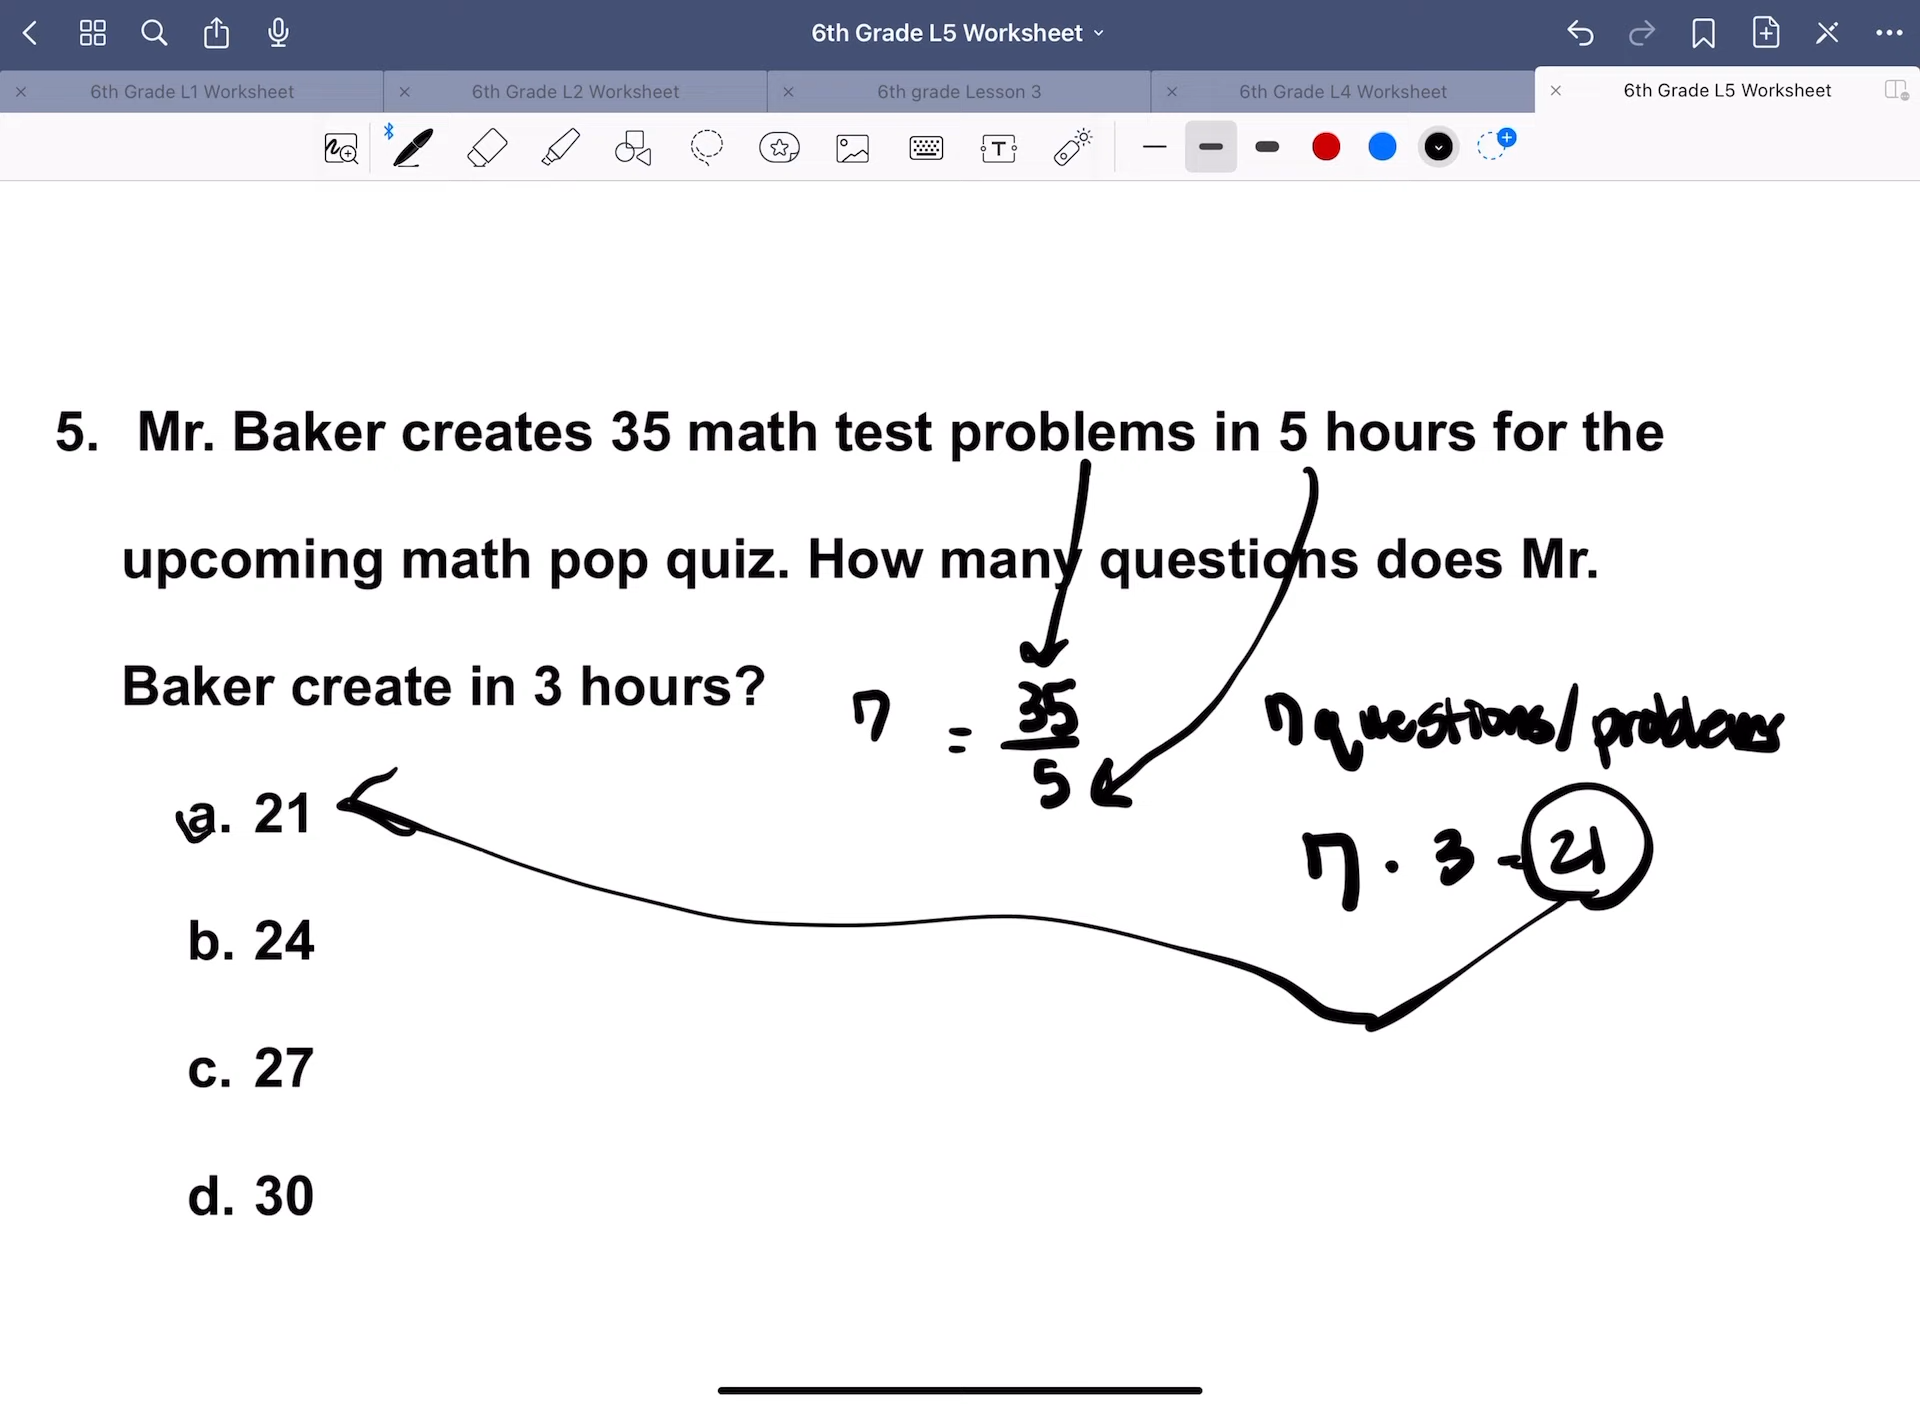 6th Grade L5 Worksheet
6th Grade L1 Worksheet
6th Grade L2 Worksheet
6th grade Lesson 3
6th Grade L4 Worksheet
6th Grade L5 Worksheet
5. Mr. Baker creates 35 math test problems in 5 hours for the
upcoming math pop quiz. How many questions does Mr.
Baker create in 3 hours?
7 = 35/5
7 questions/problems
a. 21
7 · 3 = 21
b. 24
c. 27
d. 30